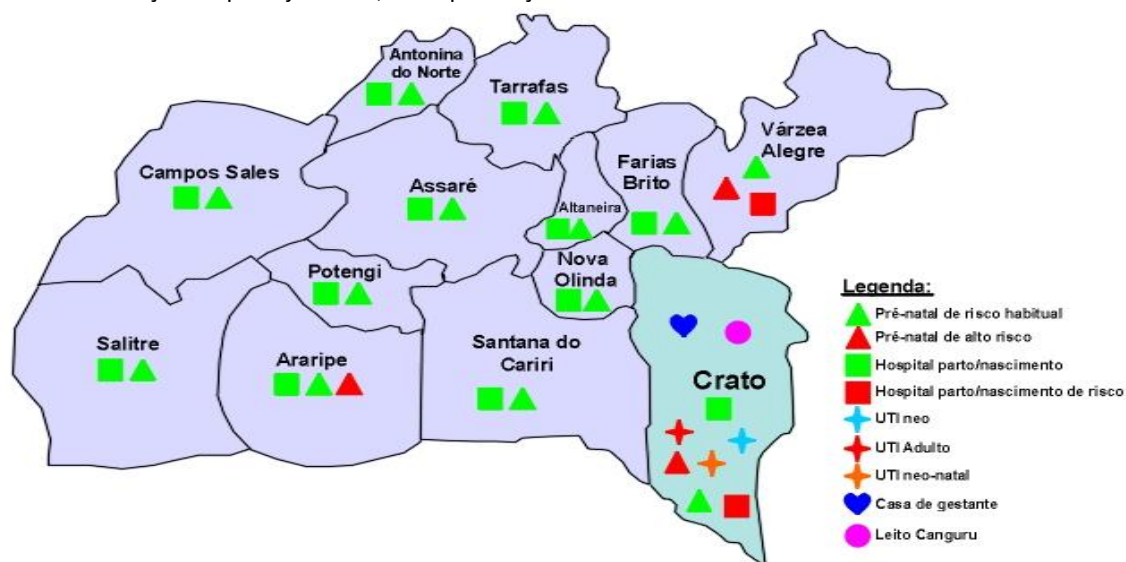 Antonina
do Norte
Tarrafas
Várzea
Alegre
Campos Sales
Assaré
Farias
Brito
Altaneira
Potengi
Nova
Olinda
Salitre
Araripe
Santana do
Cariri
Crato
Legenda:
Pré-natal de risco habitual
Pré-natal de alto risco
Hospital parto/nascimento
Hospital parto/nascimento de risco
UTI neo
UTI Adulto
UTI neo-natal
Casa de gestante
Leito Canguru